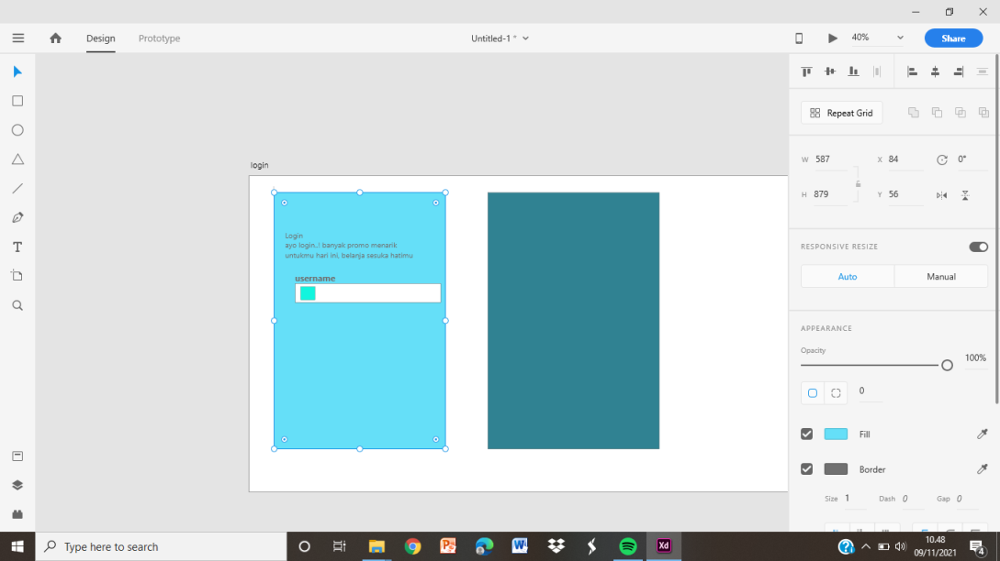 Design
Prototype
Untitled-1 *
40%
Share
Repeat Grid
W 587
X 84
0°
H 879
Y 56
RESPONSIVE RESIZE
Auto
Manual
APPEARANCE
Opacity
100%
0
Fill
Border
Size 1
Dash 0
Gap 0
login
Login
ayo login..! banyak promo menarik
untukmu hari ini, belanja sesuka hatimu
username
Type here to search
Xd
10.48
09/11/2021
4